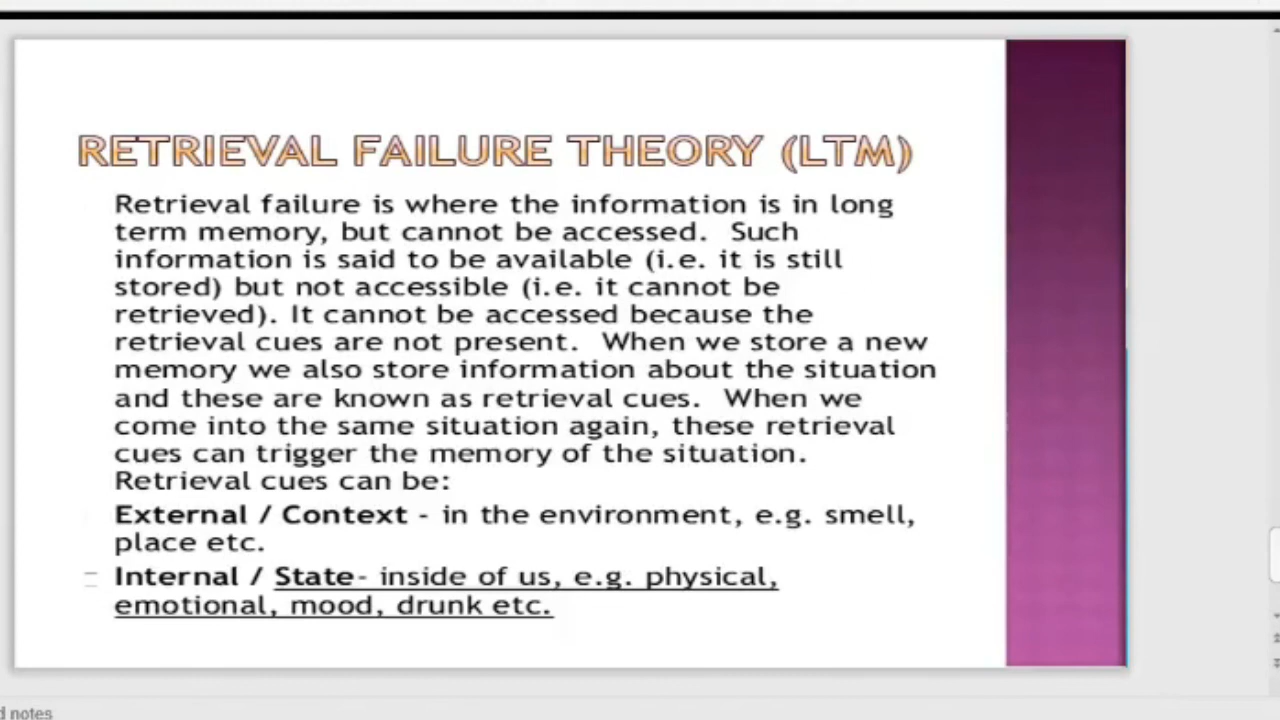 RETRIEVAL FAILURE THEORY (LTM)
Retrieval failure is where the information is in long
term memory, but cannot be accessed. Such
information is said to be available (i.e. it is still
stored) but not accessible (i.e. it cannot be
retrieved). It cannot be accessed because the
retrieval cues are not present. When we store a new
memory we also store information about the situation
and these are known as retrieval cues. When we
come into the same situation again, these retrieval
cues can trigger the memory of the situation.
Retrieval cues can be:
External / Context - in the environment, e.g. smell,
place etc.
Internal / State- inside of us, e.g. physical,
emotional, mood, drunk etc.
d notes